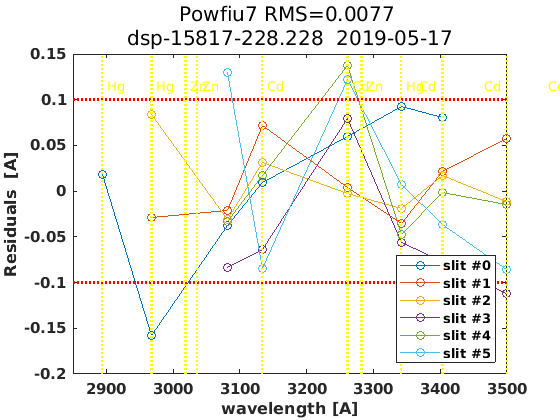 Powfiu7 RMS=0.0077
dsp-15817-228.228  2019-05-17
0.15
0.1
0.05
0
-0.05
-0.1
-0.15
-0.2
Residuals [A]
Hg
Hg
Zn
Cd
Zn
Hg
Cd
Cd
slit #0
slit #1
slit #2
slit #3
slit #4
slit #5
2900
3000
3100
3200
3300
3400
3500
wavelength [A]